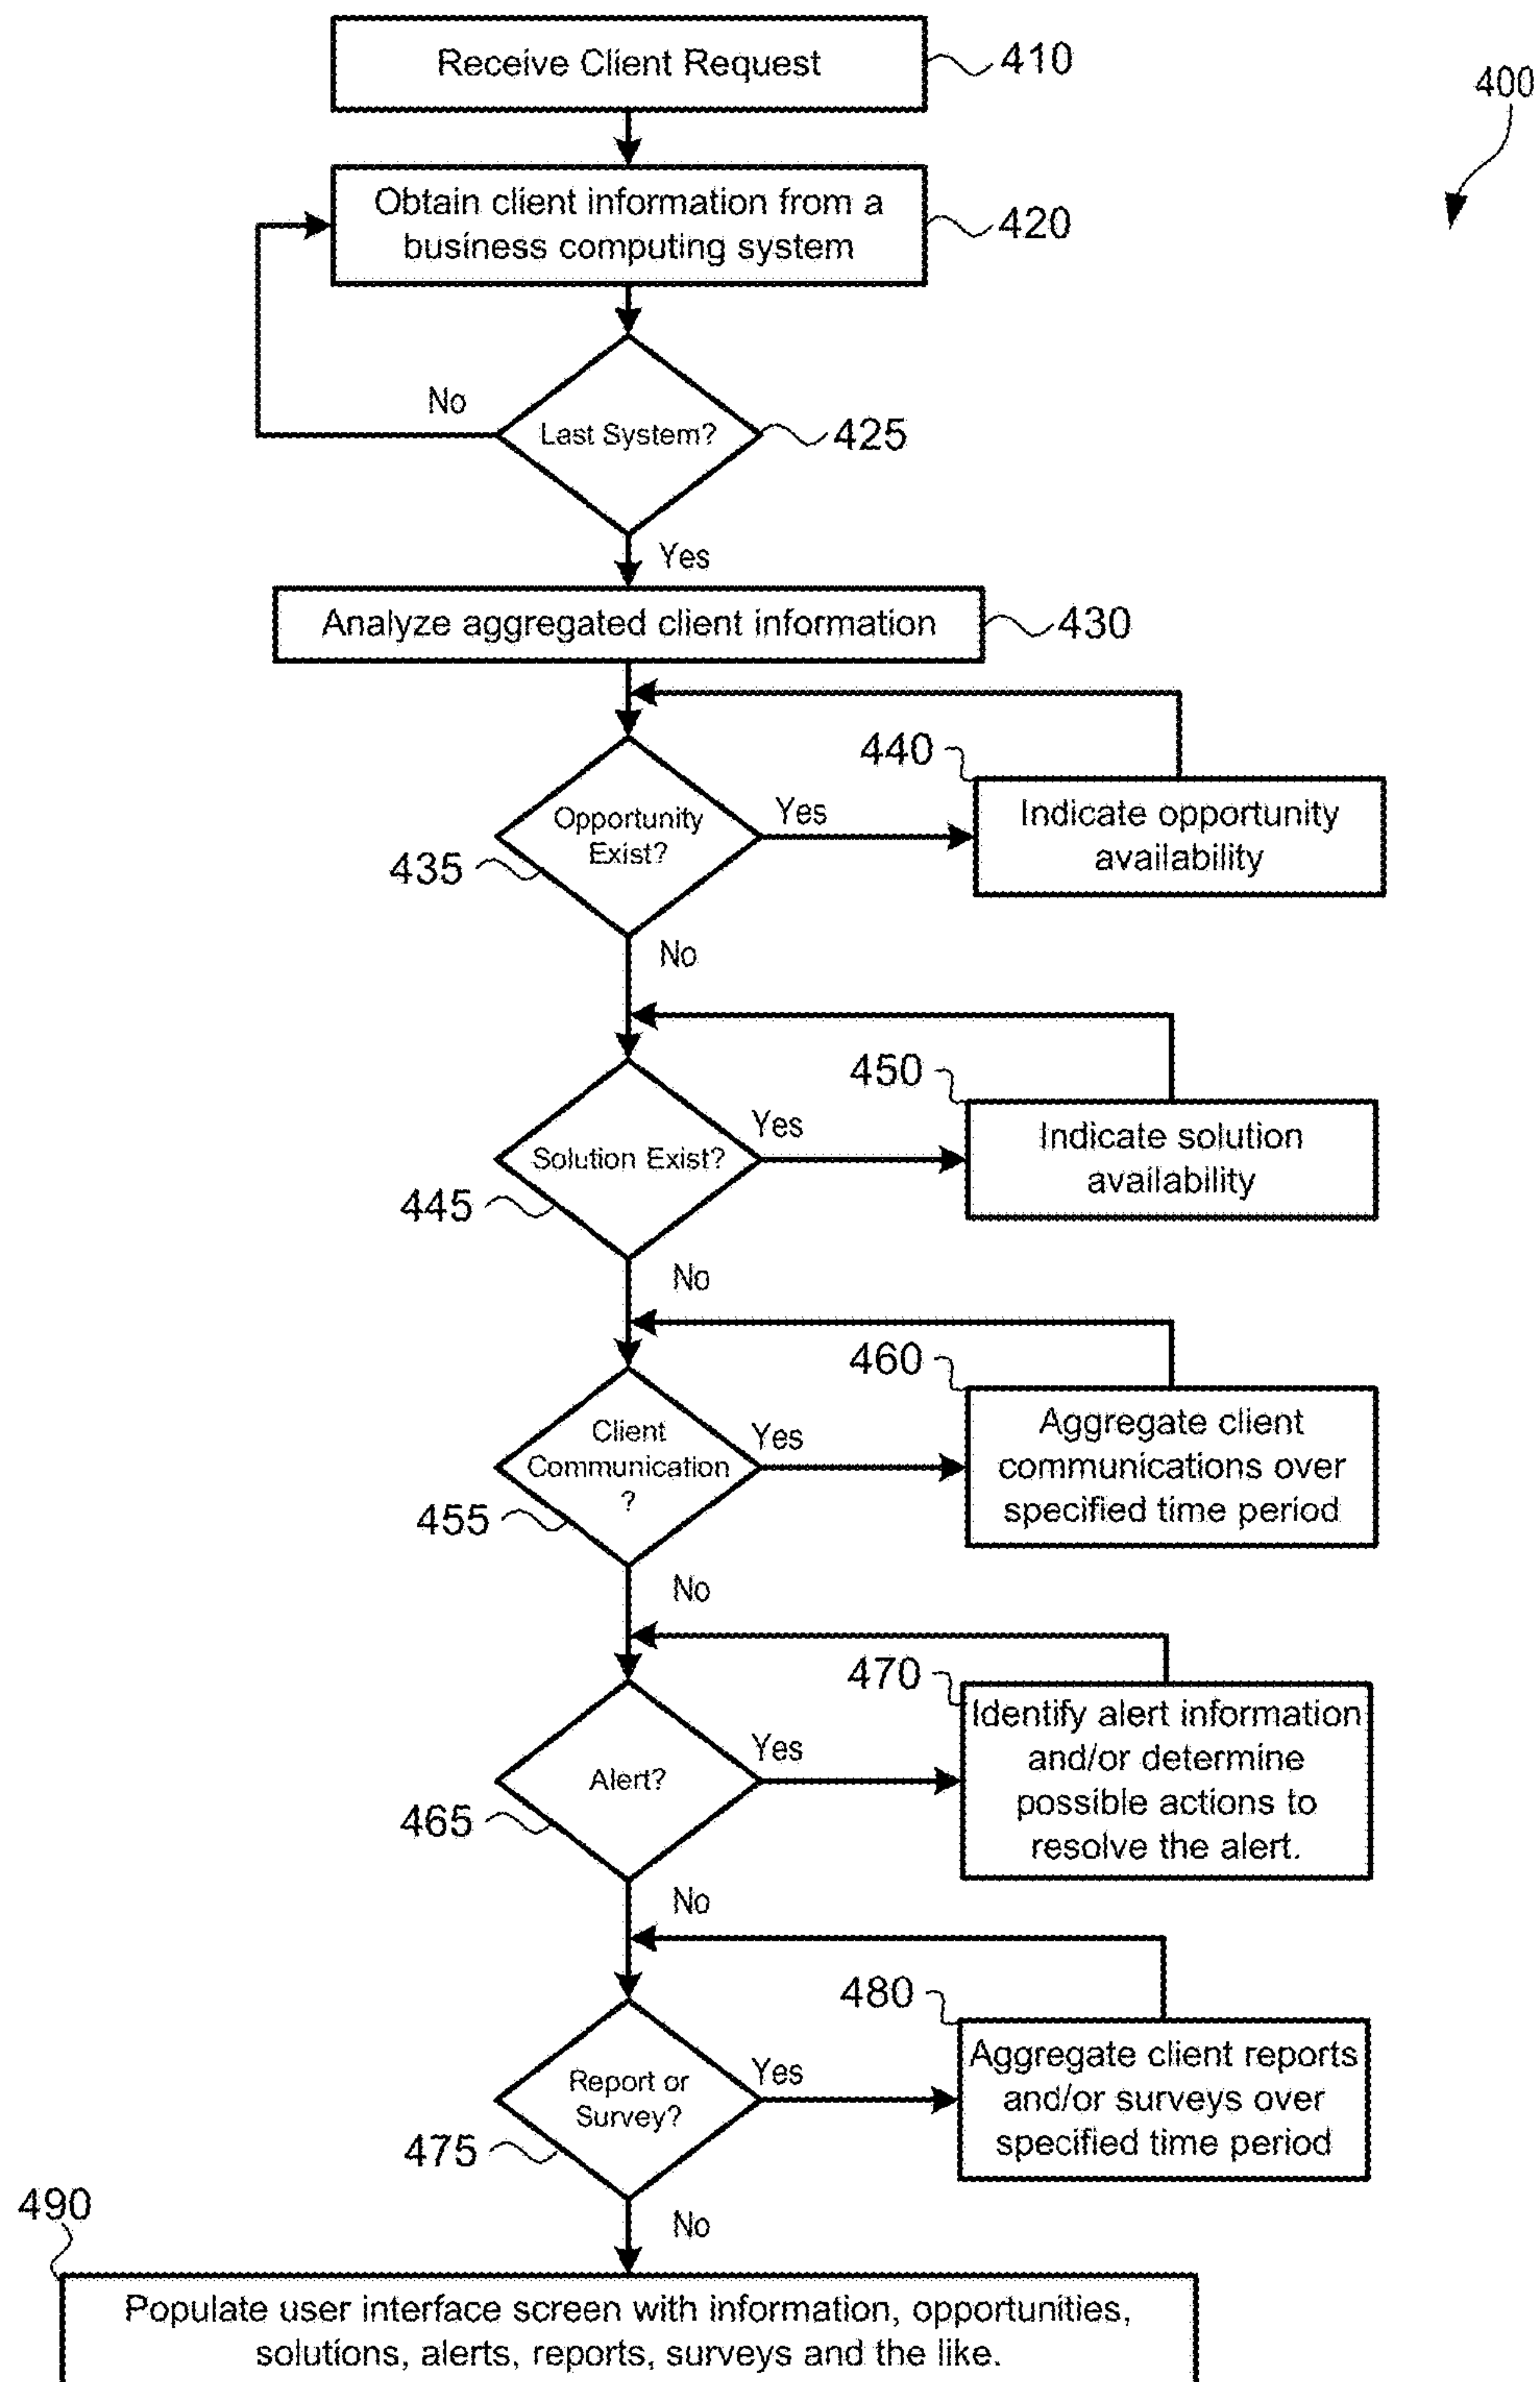 Receive Client Request
410
400
Obtain client information from a
business computing system
420
No
Last System?
425
Yes
Analyze aggregated client information
430
440
Opportunity
Exist?
Yes
Indicate opportunity
availability
435
No
450
Solution Exist?
Yes
Indicate solution
availability
445
No
460
Client
Communication
?
Yes
Aggregate client
communications over
specified time period
455
No
470
Alert?
Yes
Identify alert information
and/or determine
possible actions to
resolve the alert.
465
No
480
Report or
Survey?
Yes
Aggregate client reports
and/or surveys over
specified time period
475
No
490
Populate user interface screen with information, opportunities,
solutions, alerts, reports, surveys and the like.